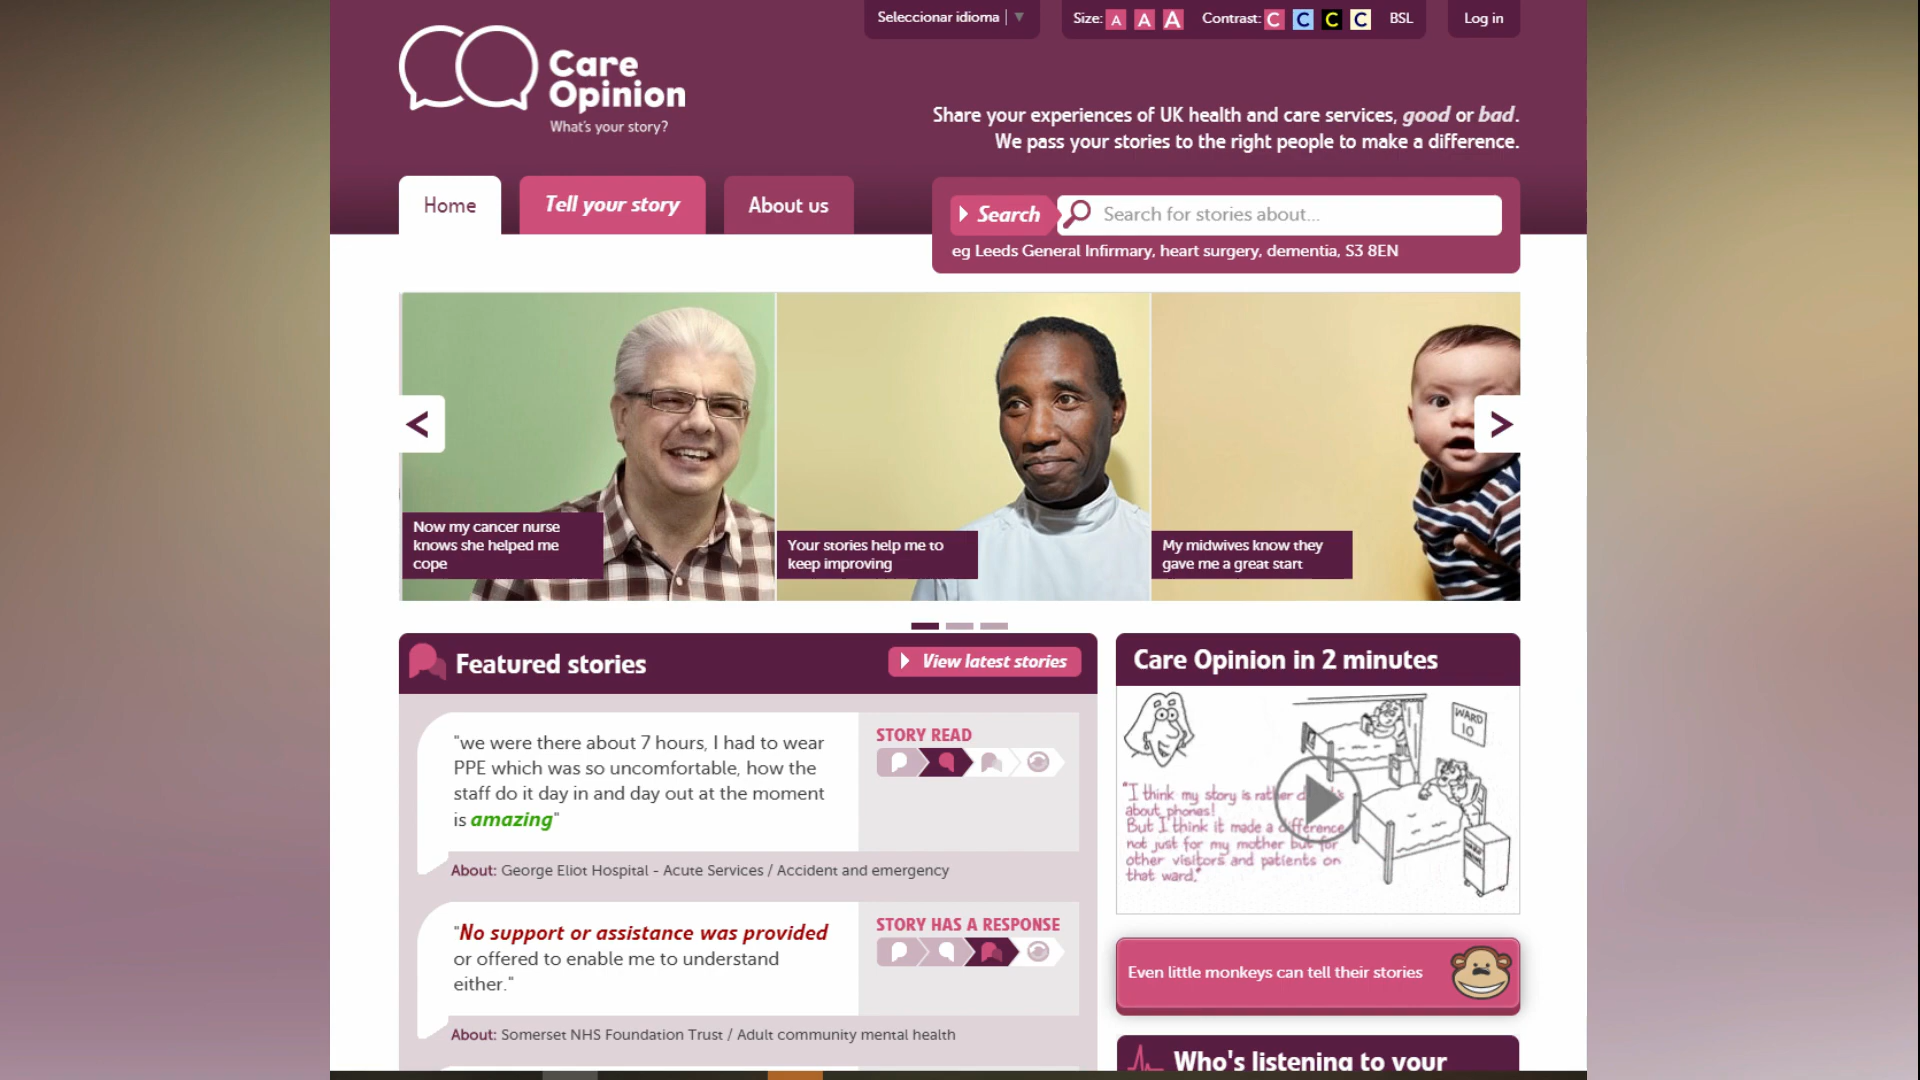 Seleccionar idioma
Size: A A A Contrast: C C C C BSL
Log in
Care
Opinion
What's your story?
Share your experiences of UK health and care services, good or bad.
We pass your stories to the right people to make a difference.
Home
Tell your story
About us
Search
Search for stories about...
eg Leeds General Infirmary, heart surgery, dementia, S3 8EN
Now my cancer nurse
knows she helped me
cope
Your stories help me to
keep improving
My midwives know they
gave me a great start
Featured stories
View latest stories
"we were there about 7 hours, I had to wear
PPE which was so uncomfortable, how the
staff do it day in and day out at the moment
is amazing"
STORY READ
About: George Eliot Hospital - Acute Services / Accident and emergency
"No support or assistance was provided
or offered to enable me to understand
either."
STORY HAS A RESPONSE
About: Somerset NHS Foundation Trust / Adult community mental health
Care Opinion in 2 minutes
WARD
10
"I think my story is rather
about phones!
But I think it made a difference
not just for my mother but for
other visitors and patients on
that ward."
Even little monkeys can tell their stories
Who's listening to your